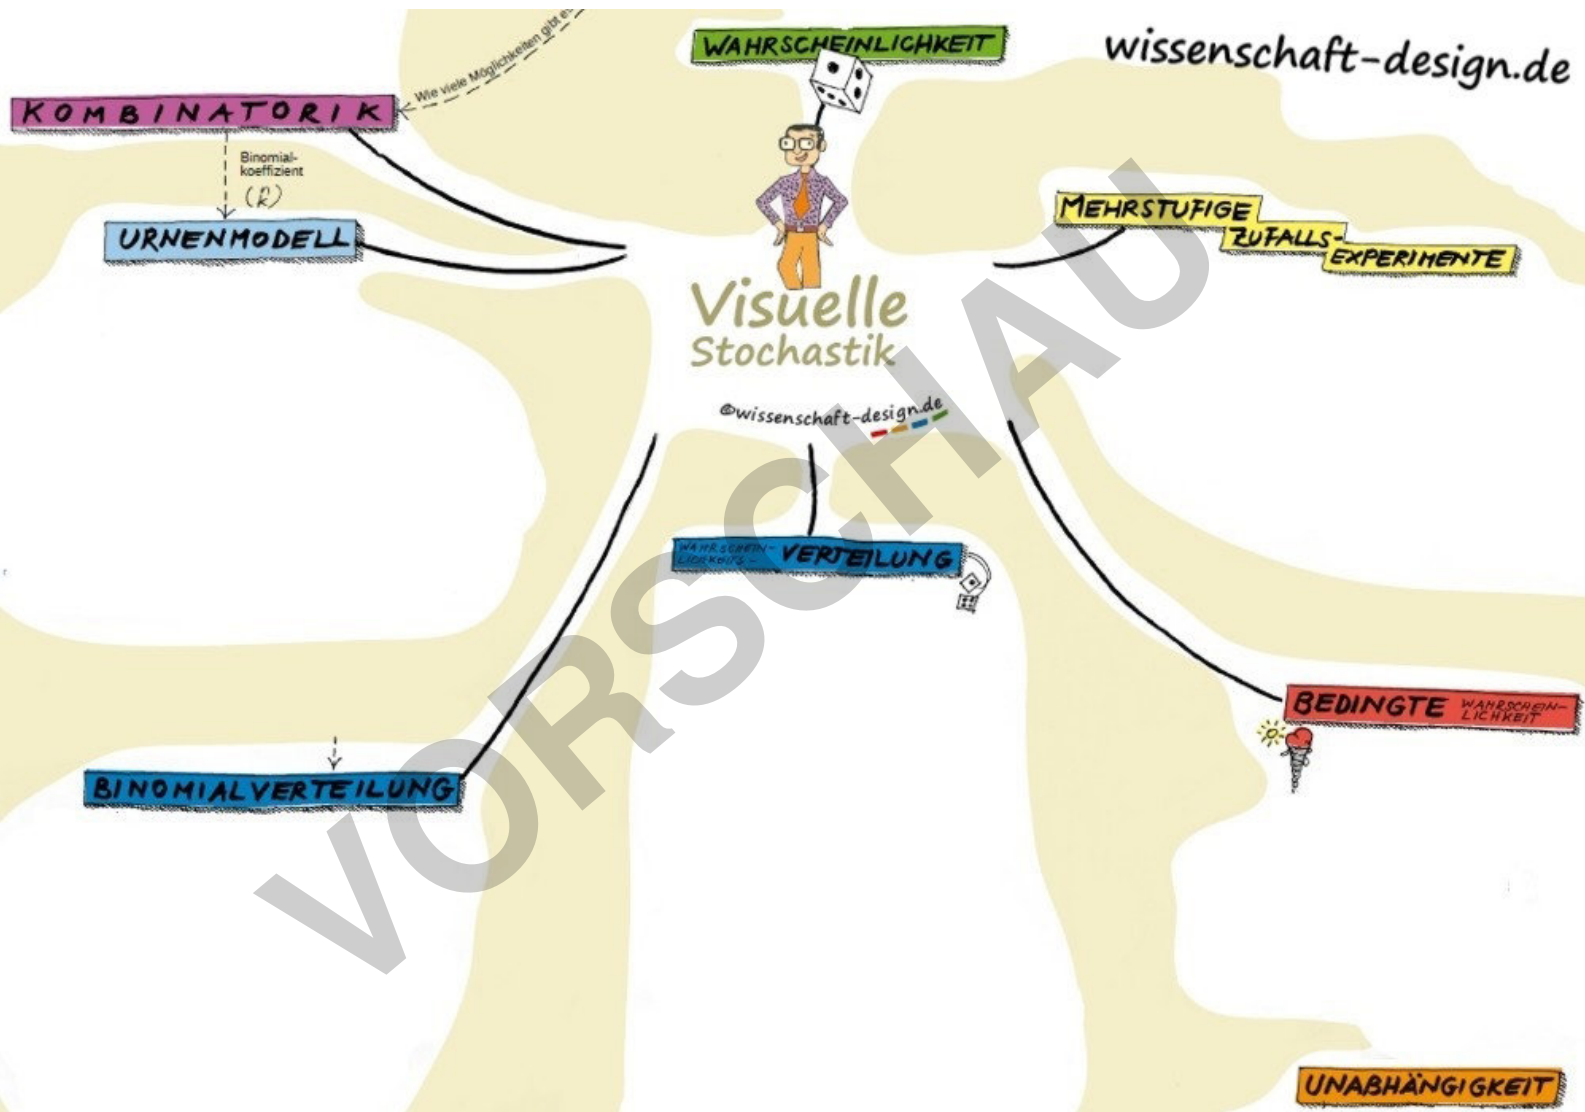 Wie viele Möglichkeiten gibt es
WAHRSCHEINLICHKEIT
wissenschaft-design.de
KOMBINATORIK
Binomial-
koeffizient
URNENMODELL
MEHRSTUFIGE
ZUFALLS-
EXPERIMENTE
Visuelle
Stochastik
©wissenschaft-design.de
WAHRSCHEIN-
LICHKEITS- VERTEILUNG
BEDINGTE WAHRSCHEIN-
LICHKEIT
BINOMIALVERTEILUNG
UNABHÄNGIGKEIT
VORSCHAU